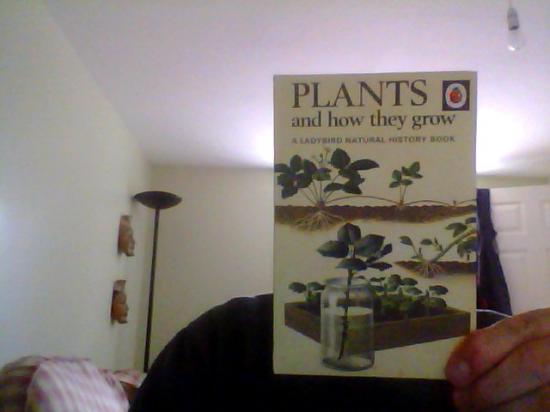 PLANTS
and how they grow
A LADYBIRD NATURAL HISTORY BOOK